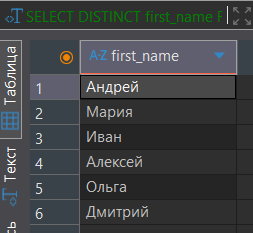 SELECT DISTINCT first_name
Таблица
Текст
A-Z first_name
1 Андрей
2 Мария
3 Иван
4 Алексей
5 Ольга
6 Дмитрий